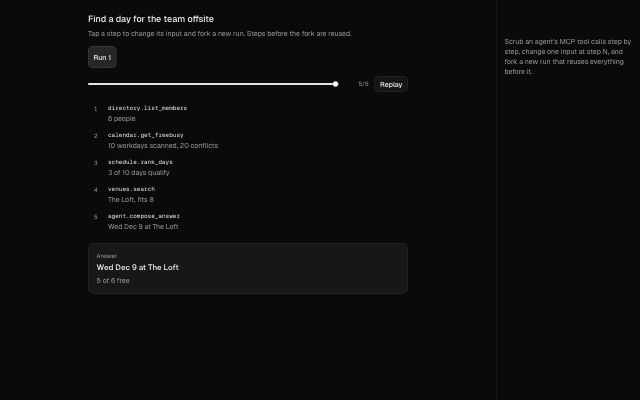 Find a day for the team offsite
Tap a step to change its input and fork a new run. Steps before the fork are reused.
Run 1
5/5
Replay
1 directory.list_members
6 people
2 calendar.get_freebusy
10 workdays scanned, 20 conflicts
3 schedule.rank_days
3 of 10 days qualify
4 venues.search
The Loft, fits 8
5 agent.compose_answer
Wed Dec 9 at The Loft
Answer
Wed Dec 9 at The Loft
5 of 6 free
Scrub an agent's MCP tool calls step by
step, change one input at step N, and
fork a new run that reuses everything
before it.